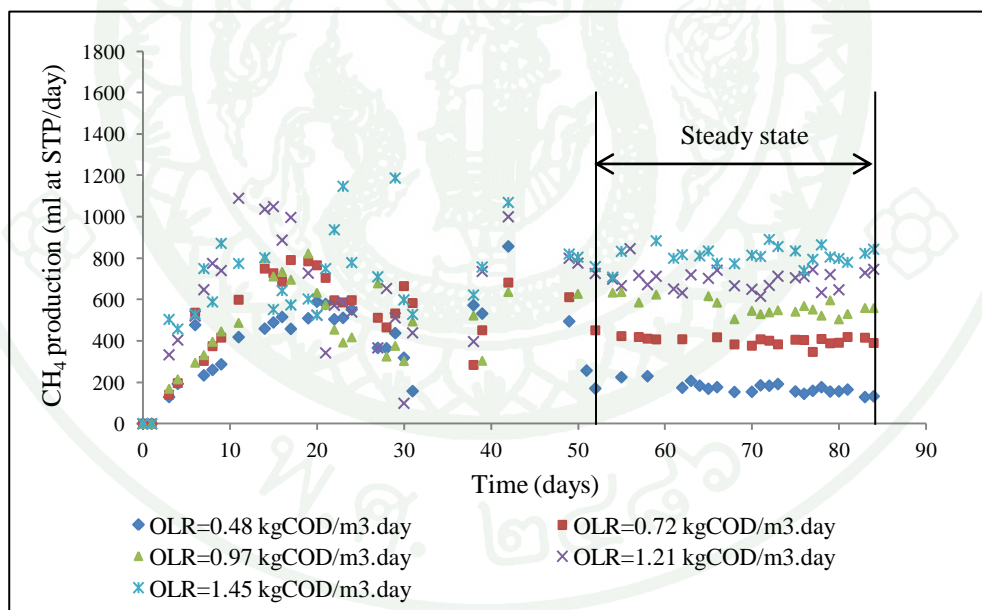 CH₄ production (ml at STP/day)
1800
1600
1400
1200
1000
800
600
400
200
0
Steady state
0 10 20 30 40 50 60 70 80 90
Time (days)
OLR=0.48 kgCOD/m3.day OLR=0.72 kgCOD/m3.day
OLR=0.97 kgCOD/m3.day OLR=1.21 kgCOD/m3.day
OLR=1.45 kgCOD/m3.day